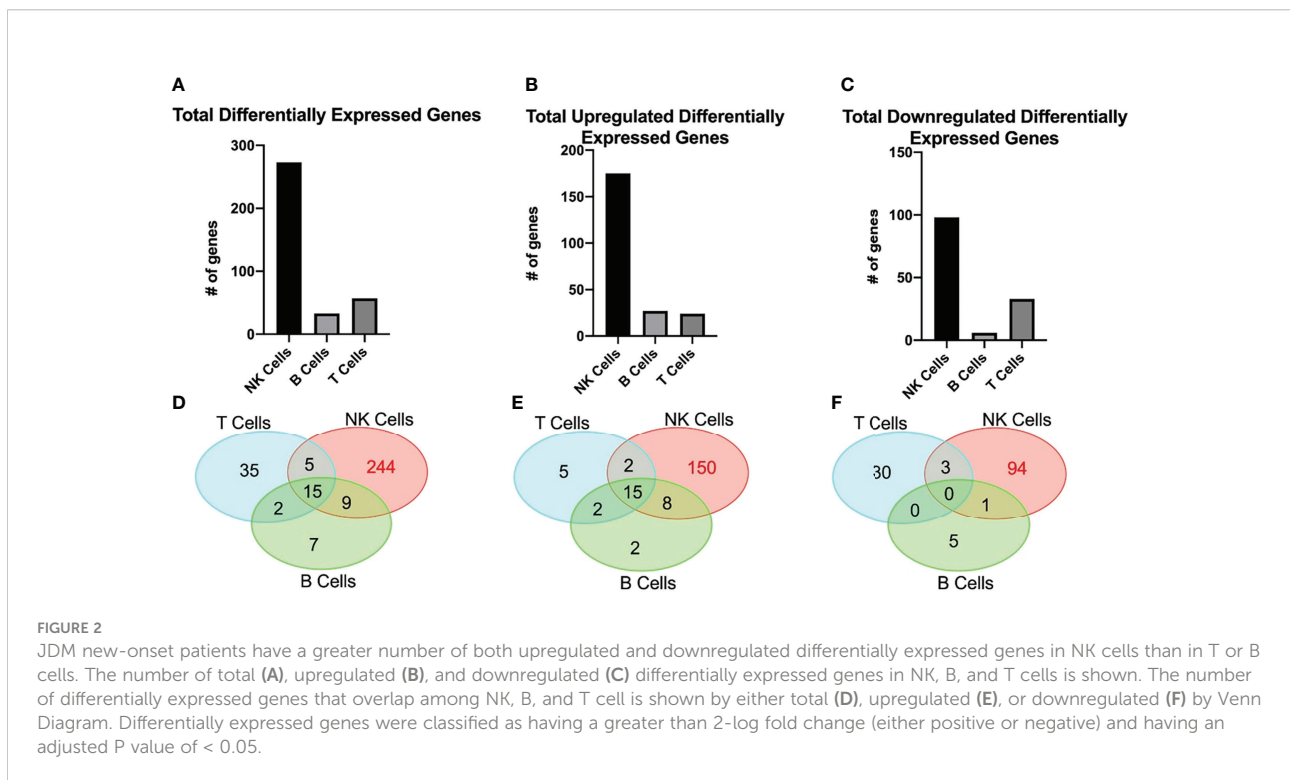 A
Total Differentially Expressed Genes
# of genes
300
200
100
0
NK Cells
B Cells
T Cells
B
Total Upregulated Differentially
Expressed Genes
# of genes
200
150
100
50
0
NK Cells
B Cells
T Cells
C
Total Downregulated Differentially
Expressed Genes
# of genes
150
100
50
0
NK Cells
B Cells
T Cells
D
T Cells
NK Cells
35
5
244
15
2
9
7
B Cells
E
T Cells
NK Cells
5
2
150
15
2
8
2
B Cells
F
T Cells
NK Cells
30
3
94
0
0
1
5
B Cells
FIGURE 2
JDM new-onset patients have a greater number of both upregulated and downregulated differentially expressed genes in NK cells than in T or B
cells. The number of total (A), upregulated (B), and downregulated (C) differentially expressed genes in NK, B, and T cells is shown. The number
of differentially expressed genes that overlap among NK, B, and T cell is shown by either total (D), upregulated (E), or downregulated (F) by Venn
Diagram. Differentially expressed genes were classified as having a greater than 2-log fold change (either positive or negative) and having an
adjusted P value of < 0.05.